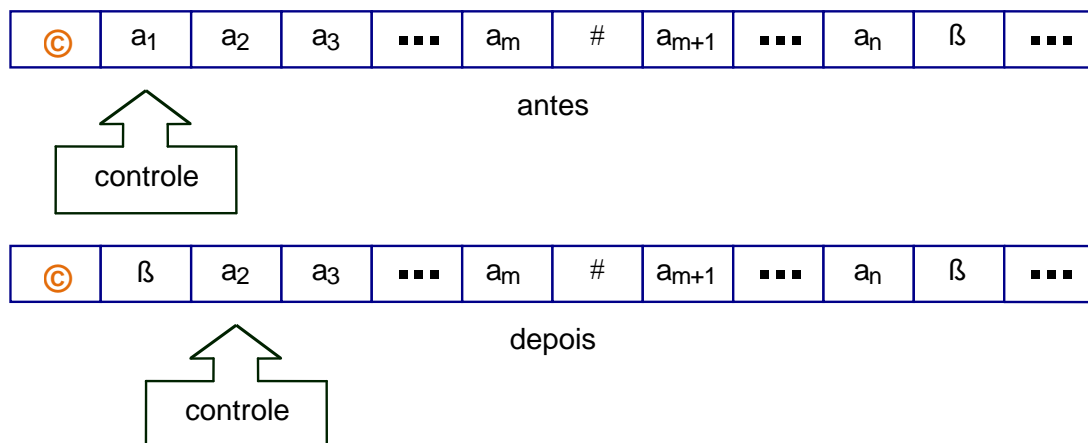 © a₁ a₂ a₃ ▪▪▪ aₘ # aₘ₊₁ ▪▪▪ aₙ ß ▪▪▪
antes
controle
© ß a₂ a₃ ▪▪▪ aₘ # aₘ₊₁ ▪▪▪ aₙ ß ▪▪▪
depois
controle